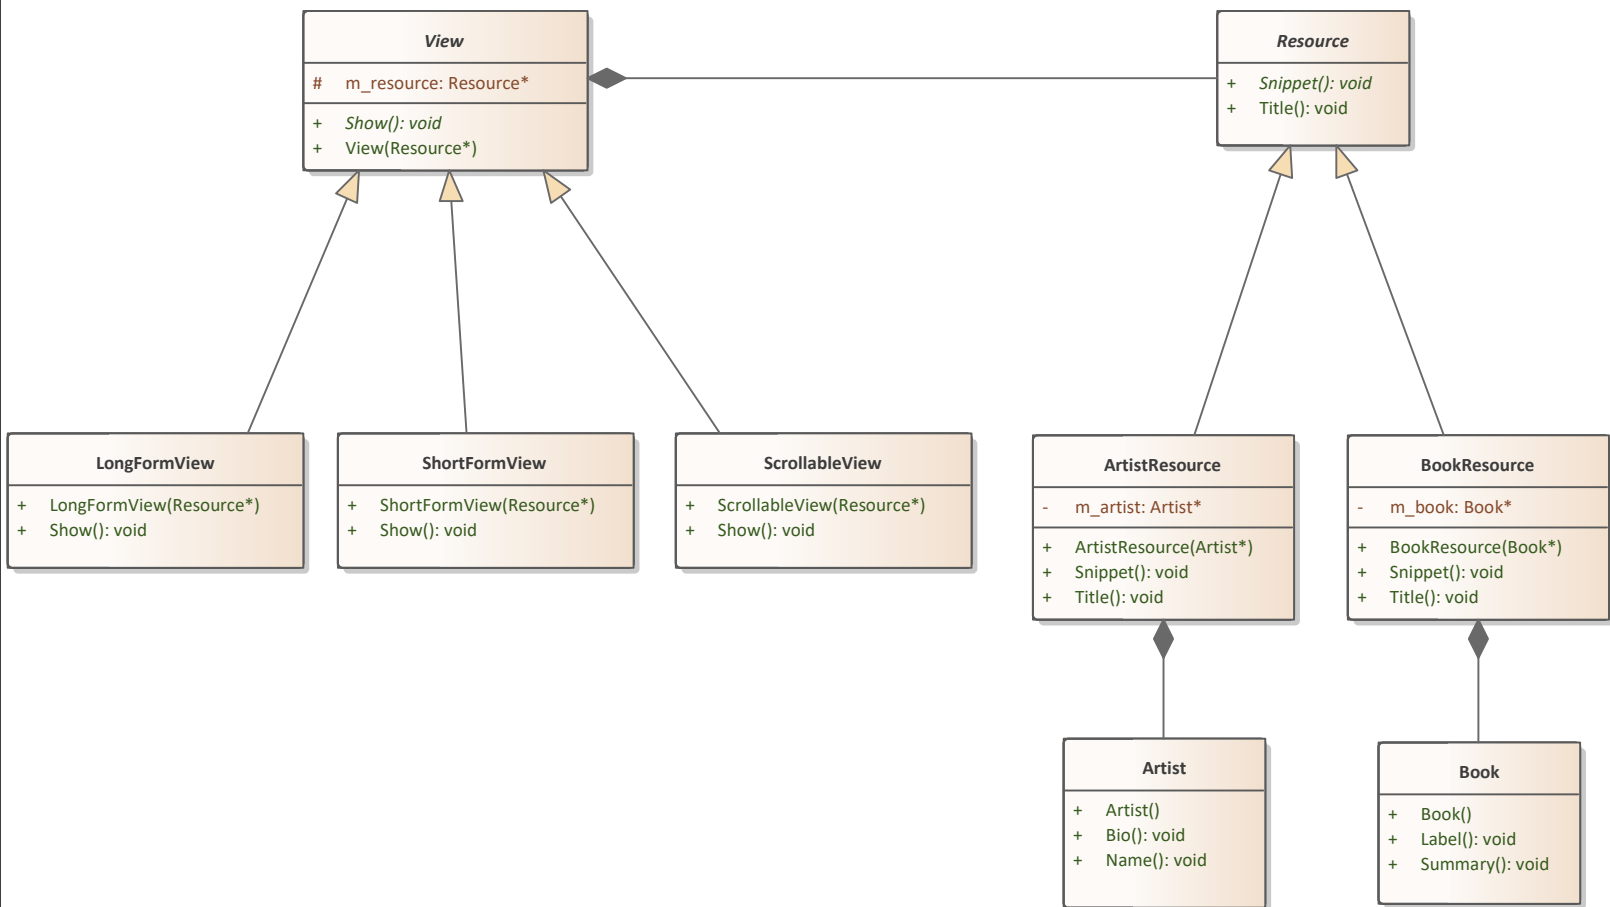 View
# m_resource: Resource*
+ Show(): void
+ View(Resource*)
Resource
+ Snippet(): void
+ Title(): void
LongFormView
+ LongFormView(Resource*)
+ Show(): void
ShortFormView
+ ShortFormView(Resource*)
+ Show(): void
ScrollableView
+ ScrollableView(Resource*)
+ Show(): void
ArtistResource
- m_artist: Artist*
+ ArtistResource(Artist*)
+ Snippet(): void
+ Title(): void
BookResource
- m_book: Book*
+ BookResource(Book*)
+ Snippet(): void
+ Title(): void
Artist
+ Artist()
+ Bio(): void
+ Name(): void
Book
+ Book()
+ Label(): void
+ Summary(): void